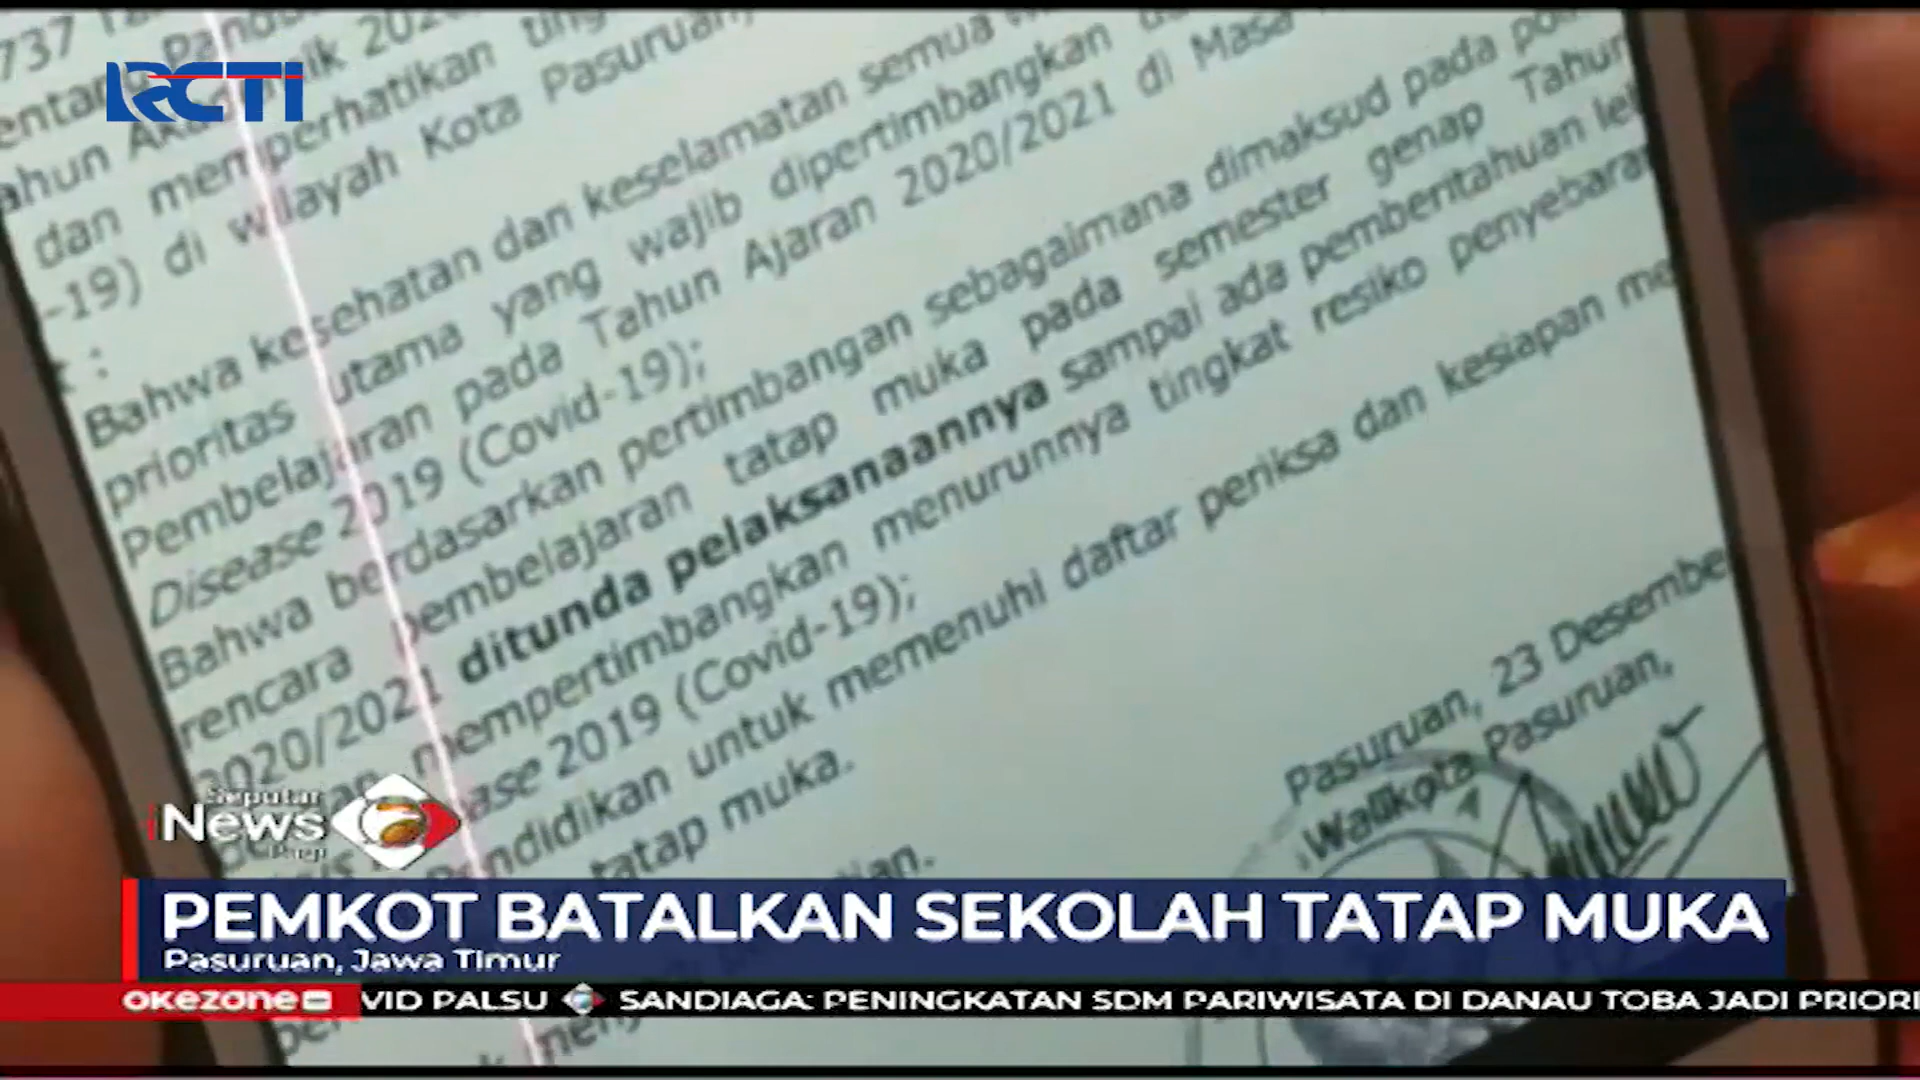 737
RCTI
dan memperhatikan
-19) di wilayah Kota Pasuruan,
Bahwa kesehatan dan keselamatan semua
prioritas utama yang wajib dipertimbangkan
Pembelajaran pada Tahun Ajaran 2020/2021 di Masa
Disease 2019 (Covid-19);
Bahwa berdasarkan pertimbangan sebagaimana dimaksud pada
rencara pembelajaran tatap muka pada semester genap Tahun
2020/2021 ditunda pelaksanaannya sampai ada pemberitahuan
mempertimbangkan menurunnya tingkat resiko penyebaran
2019 (Covid-19);
untuk memenuhi daftar periksa dan kesiapan
tatap muka.
Pasuruan, 23 Desember
Walikota Pasuruan,
Seputar
iNews
Pagi
PEMKOT BATALKAN SEKOLAH TATAP MUKA
Pasuruan, Jawa Timur
okezone VID PALSU SANDIAGA: PENINGKATAN SDM PARIWISATA DI DANAU TOBA JADI PRIORI